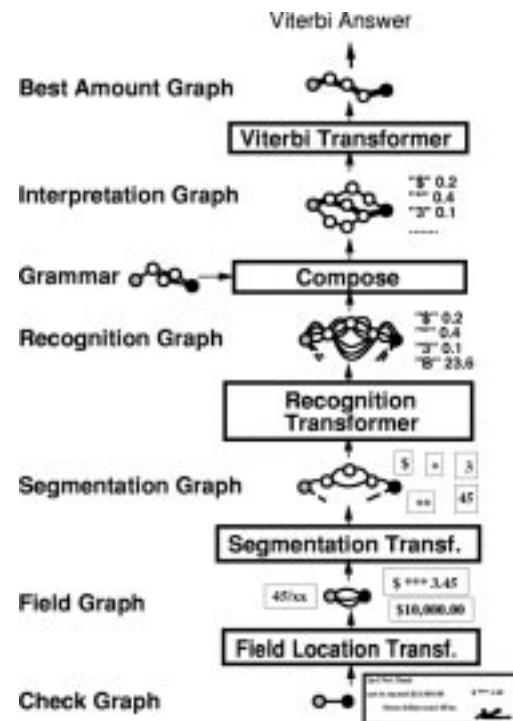 Viterbi Answer
Best Amount Graph
Viterbi Transformer
Interpretation Graph
"$" 0.2
"*" 0.4
"3" 0.1
Grammar
Compose
Recognition Graph
"$" 0.2
"*" 0.4
"3" 0.1
"B" 23.6
Recognition
Transformer
$ * 3
Segmentation Graph
** 45
Segmentation Transf.
$ *** 3.45
45/xx
Field Graph
$10,000.00
Field Location Transf.
Check Graph